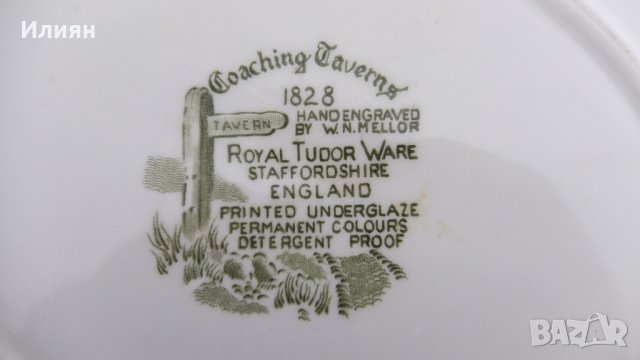 Илиян
Coaching Taverns
1828
TAVERN
HAND ENGRAVED
BY W.N. MELLOR
ROYAL TUDOR WARE
STAFFORDSHIRE
ENGLAND
PRINTED UNDERGLAZE
PERMANENT COLOURS
DETERGENT PROOF
BAZAR